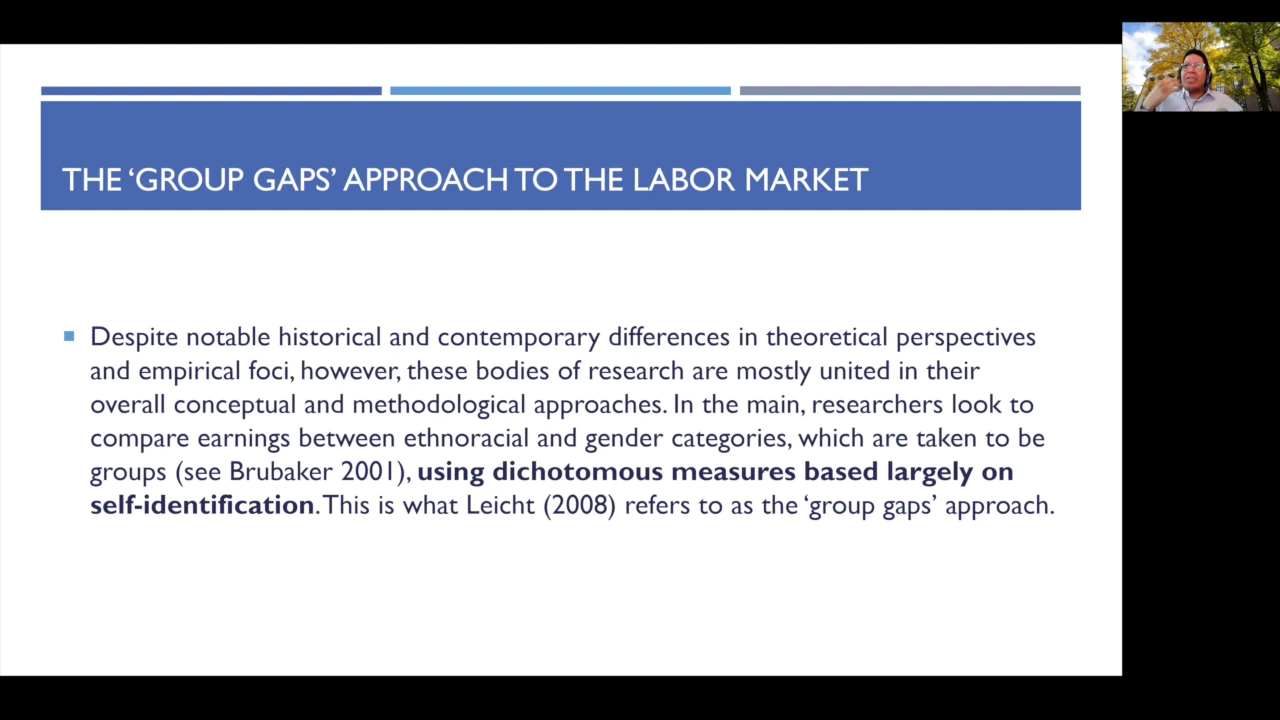 THE ‘GROUP GAPS’ APPROACH TO THE LABOR MARKET
Despite notable historical and contemporary differences in theoretical perspectives
and empirical foci, however, these bodies of research are mostly united in their
overall conceptual and methodological approaches. In the main, researchers look to
compare earnings between ethnoracial and gender categories, which are taken to be
groups (see Brubaker 2001), using dichotomous measures based largely on
self-identification. This is what Leicht (2008) refers to as the ‘group gaps’ approach.